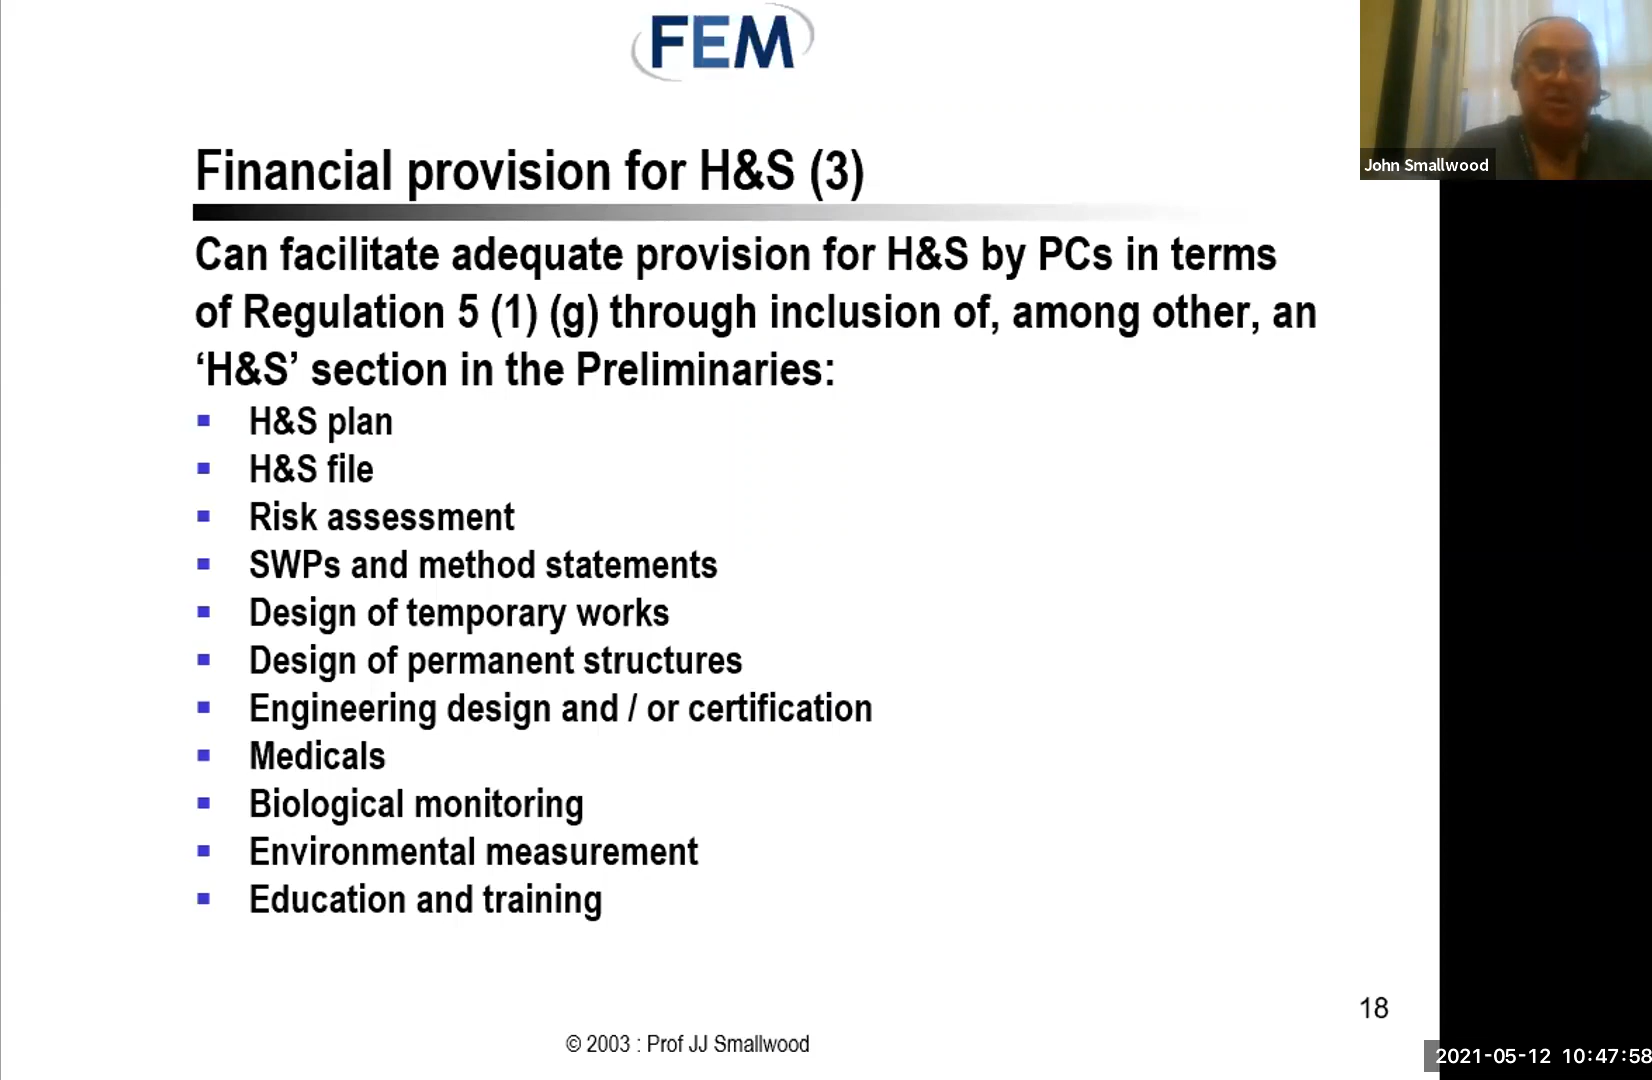 FEM
John Smallwood
Financial provision for H&S (3)
Can facilitate adequate provision for H&S by PCs in terms
of Regulation 5 (1) (g) through inclusion of, among other, an
‘H&S’ section in the Preliminaries:
H&S plan
H&S file
Risk assessment
SWPs and method statements
Design of temporary works
Design of permanent structures
Engineering design and / or certification
Medicals
Biological monitoring
Environmental measurement
Education and training
18
© 2003 : Prof JJ Smallwood
2021-05-12 10:47:58